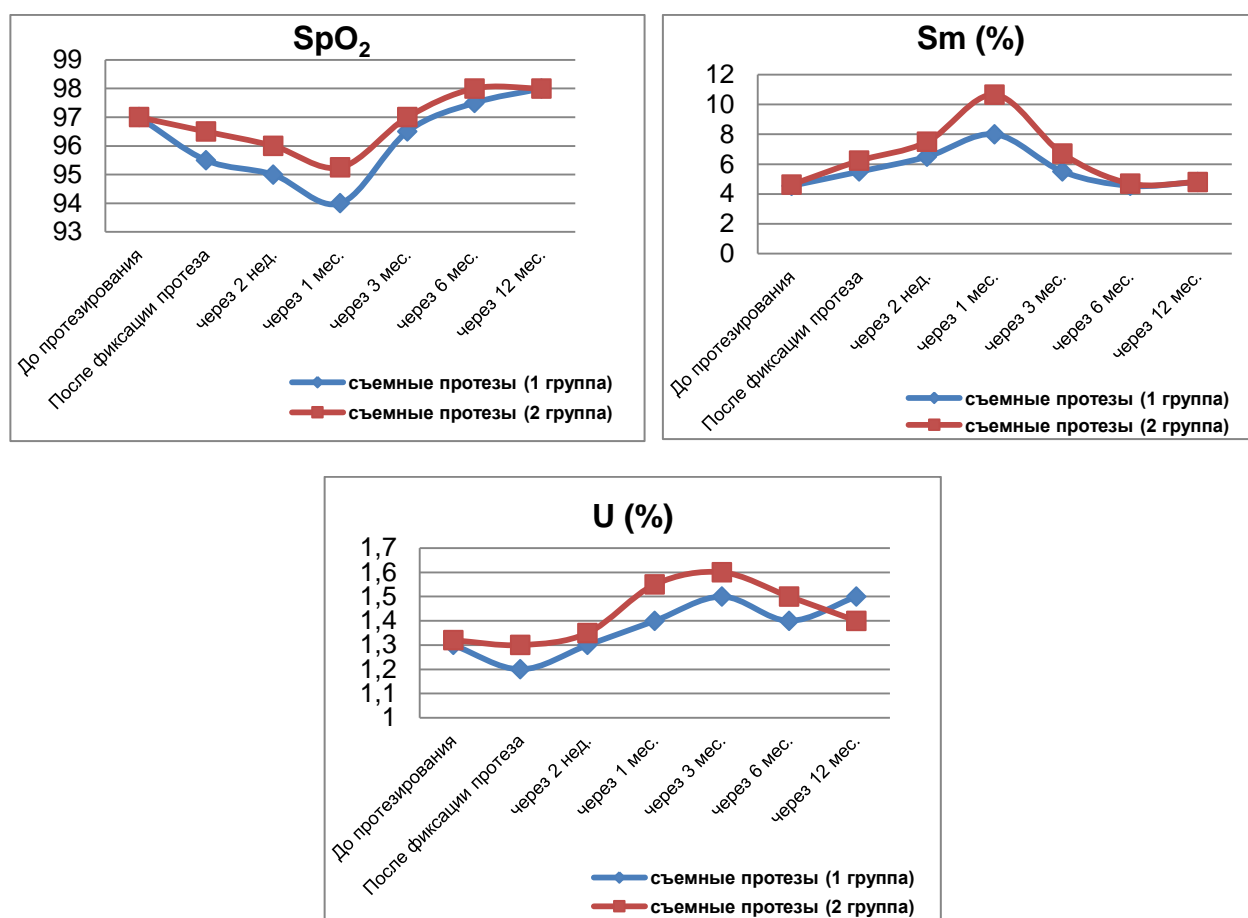 SpO₂
99
98
97
96
95
94
93
До протезирования
После фиксации протеза
через 2 нед.
через 1 мес.
через 3 мес.
через 6 мес.
через 12 мес.
съемные протезы (1 группа)
съемные протезы (2 группа)
Sm (%)
12
10
8
6
4
2
0
До протезирования
После фиксации протеза
через 2 нед.
через 1 мес.
через 3 мес.
через 6 мес.
через 12 мес.
съемные протезы (1 группа)
съемные протезы (2 группа)
U (%)
1,7
1,6
1,5
1,4
1,3
1,2
1,1
1
До протезирования
После фиксации протеза
через 2 нед.
через 1 мес.
через 3 мес.
через 6 мес.
через 12 мес.
съемные протезы (1 группа)
съемные протезы (2 группа)